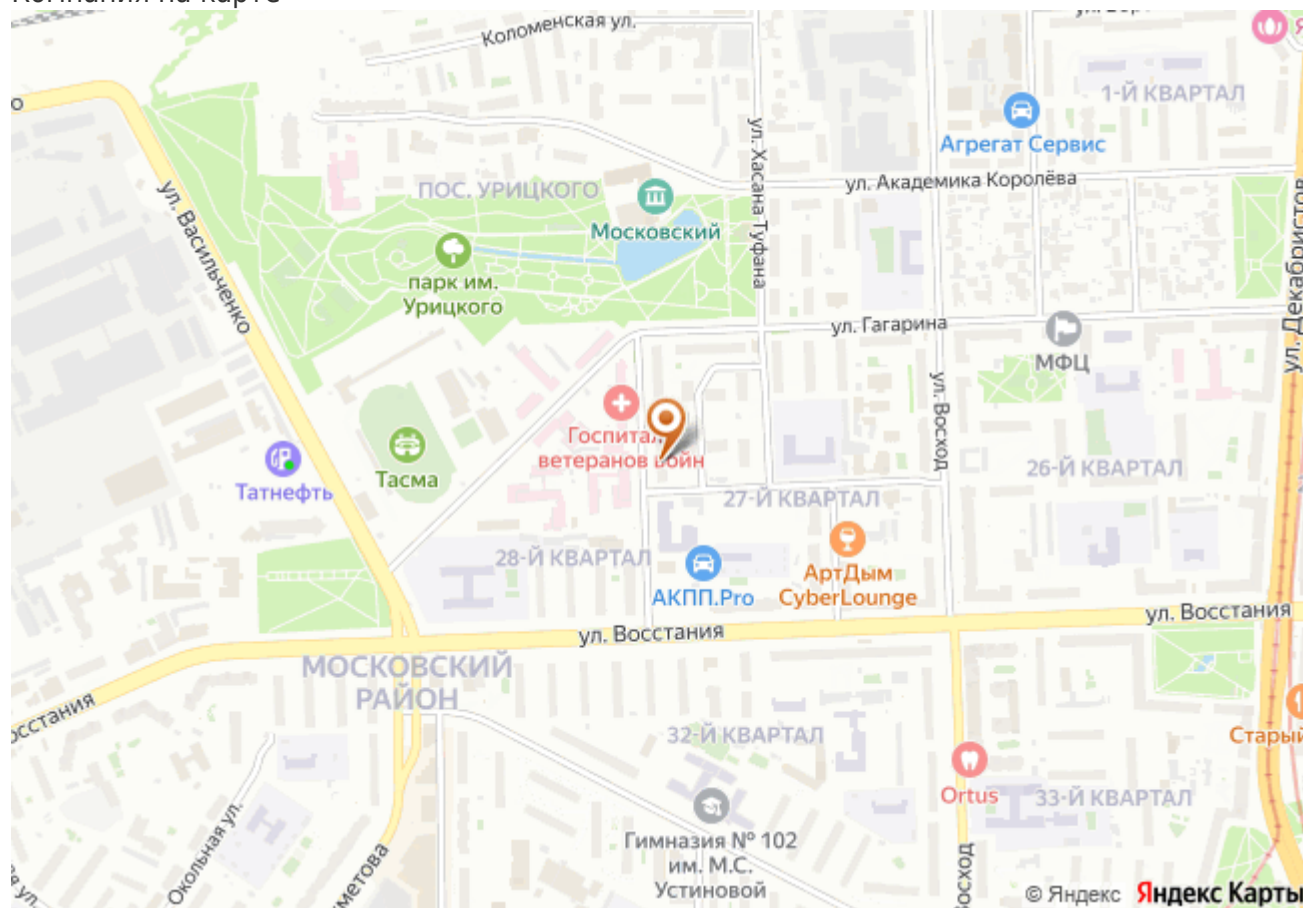 Коломенская ул.
1-Й КВАРТАЛ
Агрегат Сервис
ул. Хасана Туфана
ул. Академика Королёва
ПОС. УРИЦКОГО
Московский
ул. Васильченко
парк им.
Урицкого
ул. Декабристов
ул. Гагарина
МФЦ
ул. Восход
Госпиталь
ветеранов войн
Тасма
Татнефть
26-Й КВАРТАЛ
27-Й КВАРТАЛ
28-Й КВАРТАЛ
АКПП.Pro
АртДым
CyberLounge
ул. Восстания
ул. Восстания
МОСКОВСКИЙ
РАЙОН
осстания
32-Й КВАРТАЛ
Старый
Ortus
33-Й КВАРТАЛ
Окольная ул.
Гимназия № 102
им. М.С.
Устиновой
метова
Восход
ул.
© Яндекс Яндекс Карты